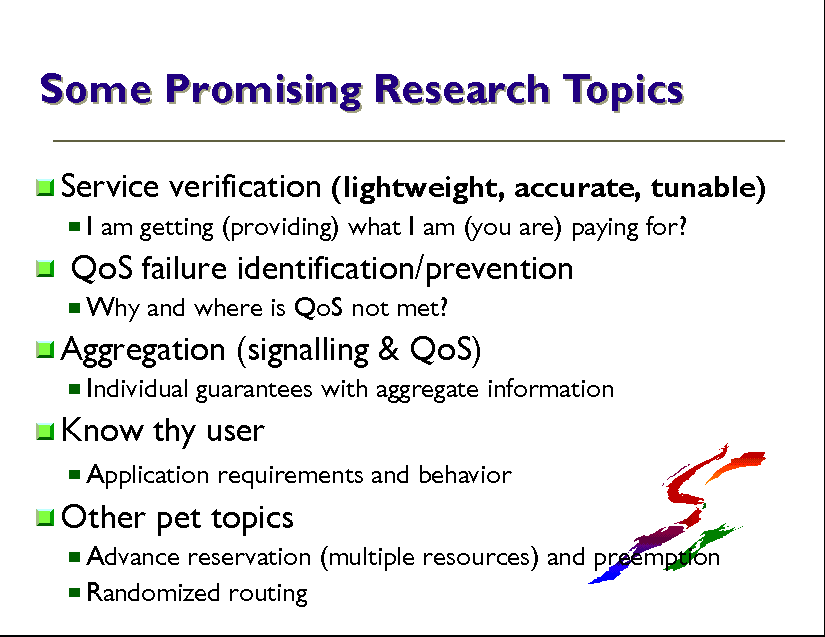 Some Promising Research Topics
Service verification (lightweight, accurate, tunable)
I am getting (providing) what I am (you are) paying for?
QoS failure identification/prevention
Why and where is QoS not met?
Aggregation (signalling & QoS)
Individual guarantees with aggregate information
Know thy user
Application requirements and behavior
Other pet topics
Advance reservation (multiple resources) and preemption
Randomized routing